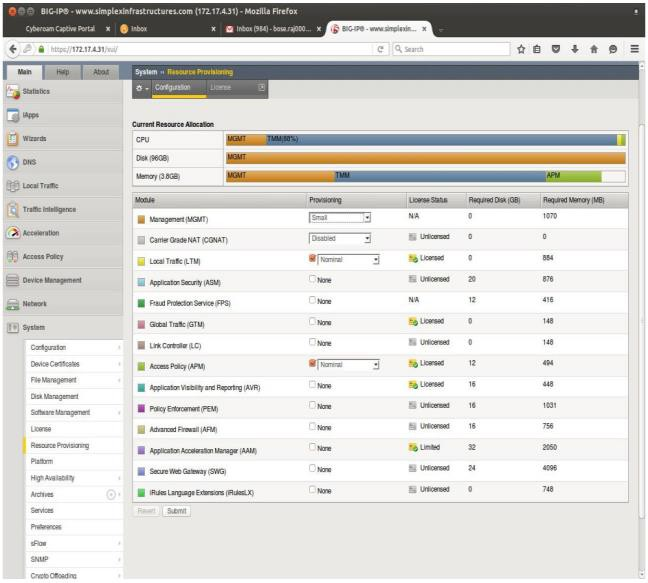 BIG-IP® - www.simplexinfrastructures.com (172.17.4.31) - Mozilla Firefox
Cyberoam Captive Portal x Inbox x Inbox (984) - bose.raj000... x BIG-IP® - www.simplexin... x
https://172.17.4.31/xui/ Search
Main Help About
System » Resource Provisioning
Configuration License
Statistics
iApps
Wizards
DNS
Local Traffic
Traffic Intelligence
Acceleration
Access Policy
Device Management
Network
System
Configuration
Device Certificates
File Management
Disk Management
Software Management
License
Resource Provisioning
Platform
High Availability
Archives
Services
Preferences
sFlow
SNMP
Crypto Offloading
Current Resource Allocation
CPU MGMT TMM(88%)
Disk (96GB) MGMT
Memory (3.8GB) MGMT TMM APM
Module Provisioning License Status Required Disk (GB) Required Memory (MB)
Management (MGMT) Small N/A 0 1070
Carrier Grade NAT (CGNAT) Disabled Unlicensed 0 0
Local Traffic (LTM) Nominal Licensed 0 884
Application Security (ASM) None Unlicensed 20 876
Fraud Protection Service (FPS) None N/A 12 416
Global Traffic (GTM) None Licensed 0 148
Link Controller (LC) None Unlicensed 0 148
Access Policy (APM) Nominal Licensed 12 494
Application Visibility and Reporting (AVR) None Licensed 16 448
Policy Enforcement (PEM) None Unlicensed 16 1031
Advanced Firewall (AFM) None Unlicensed 16 756
Application Acceleration Manager (AAM) None Limited 32 2050
Secure Web Gateway (SWG) None Unlicensed 24 4096
iRules Language Extensions (iRulesLX) None Unlicensed 0 748
Revert Submit